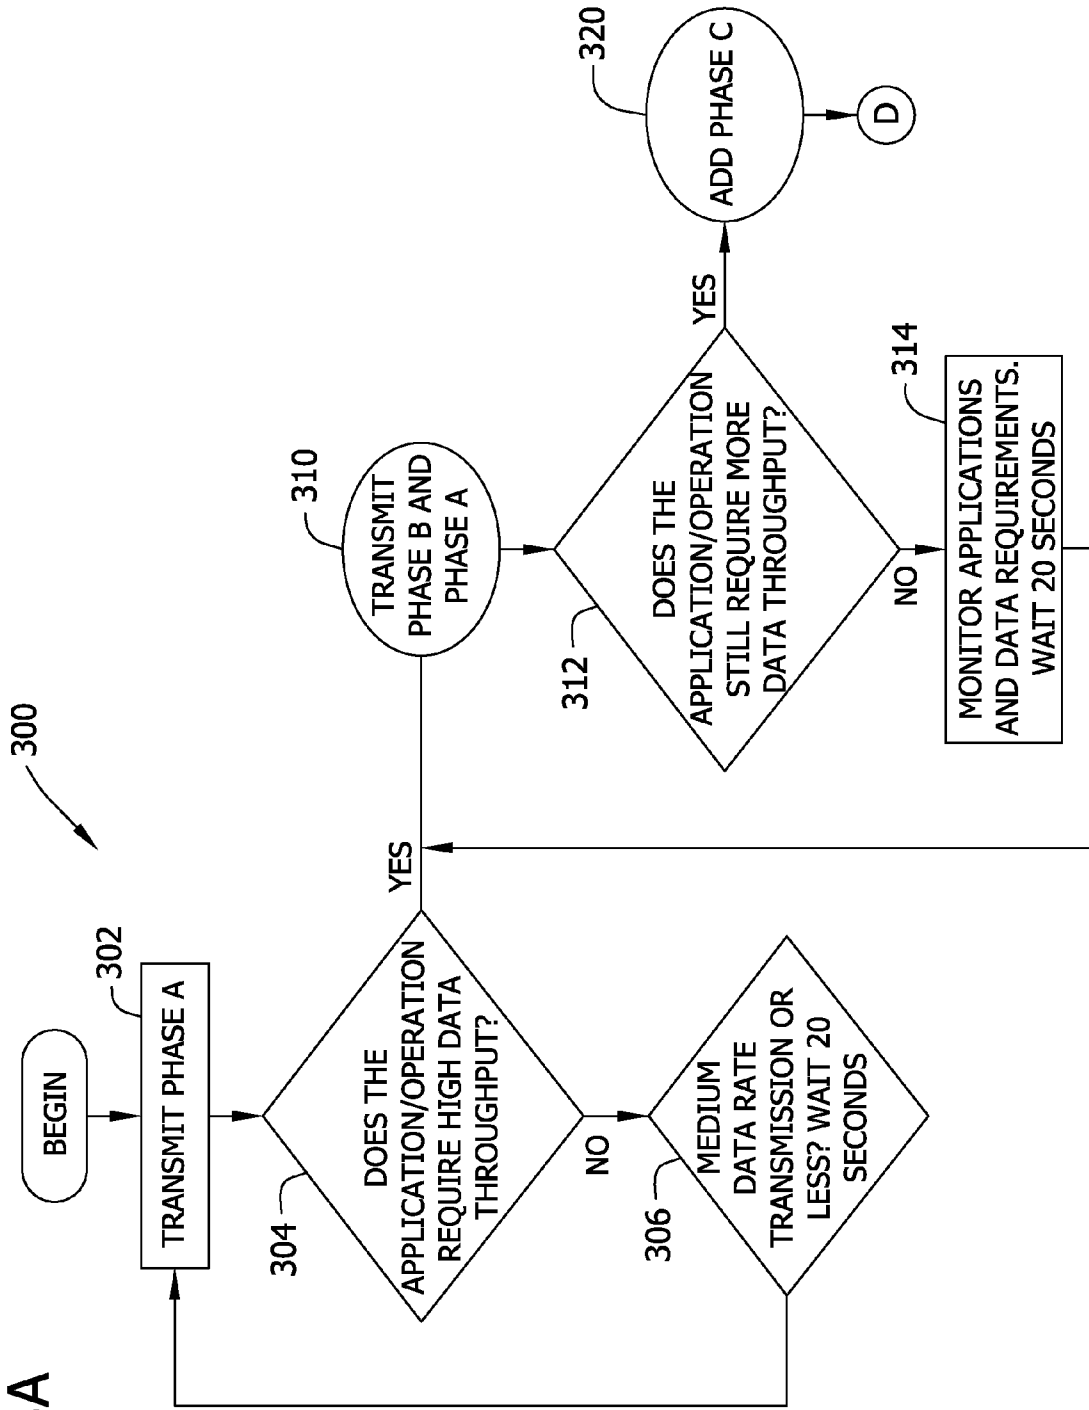 300
BEGIN
302
TRANSMIT PHASE A
304
DOES THE
APPLICATION/OPERATION
REQUIRE HIGH DATA
THROUGHPUT?
YES
NO
306
MEDIUM
DATA RATE
TRANSMISSION OR
LESS? WAIT 20
SECONDS
310
TRANSMIT
PHASE B AND
PHASE A
312
DOES THE
APPLICATION/OPERATION
STILL REQUIRE MORE
DATA THROUGHPUT?
YES
NO
314
MONITOR APPLICATIONS
AND DATA REQUIREMENTS.
WAIT 20 SECONDS
320
ADD PHASE C
D
A